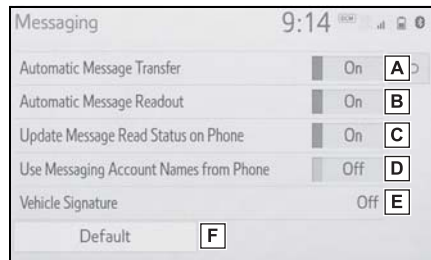 Messaging 9:14 DCM
Automatic Message Transfer On A
Automatic Message Readout On B
Update Message Read Status on Phone On C
Use Messaging Account Names from Phone Off D
Vehicle Signature Off E
Default F